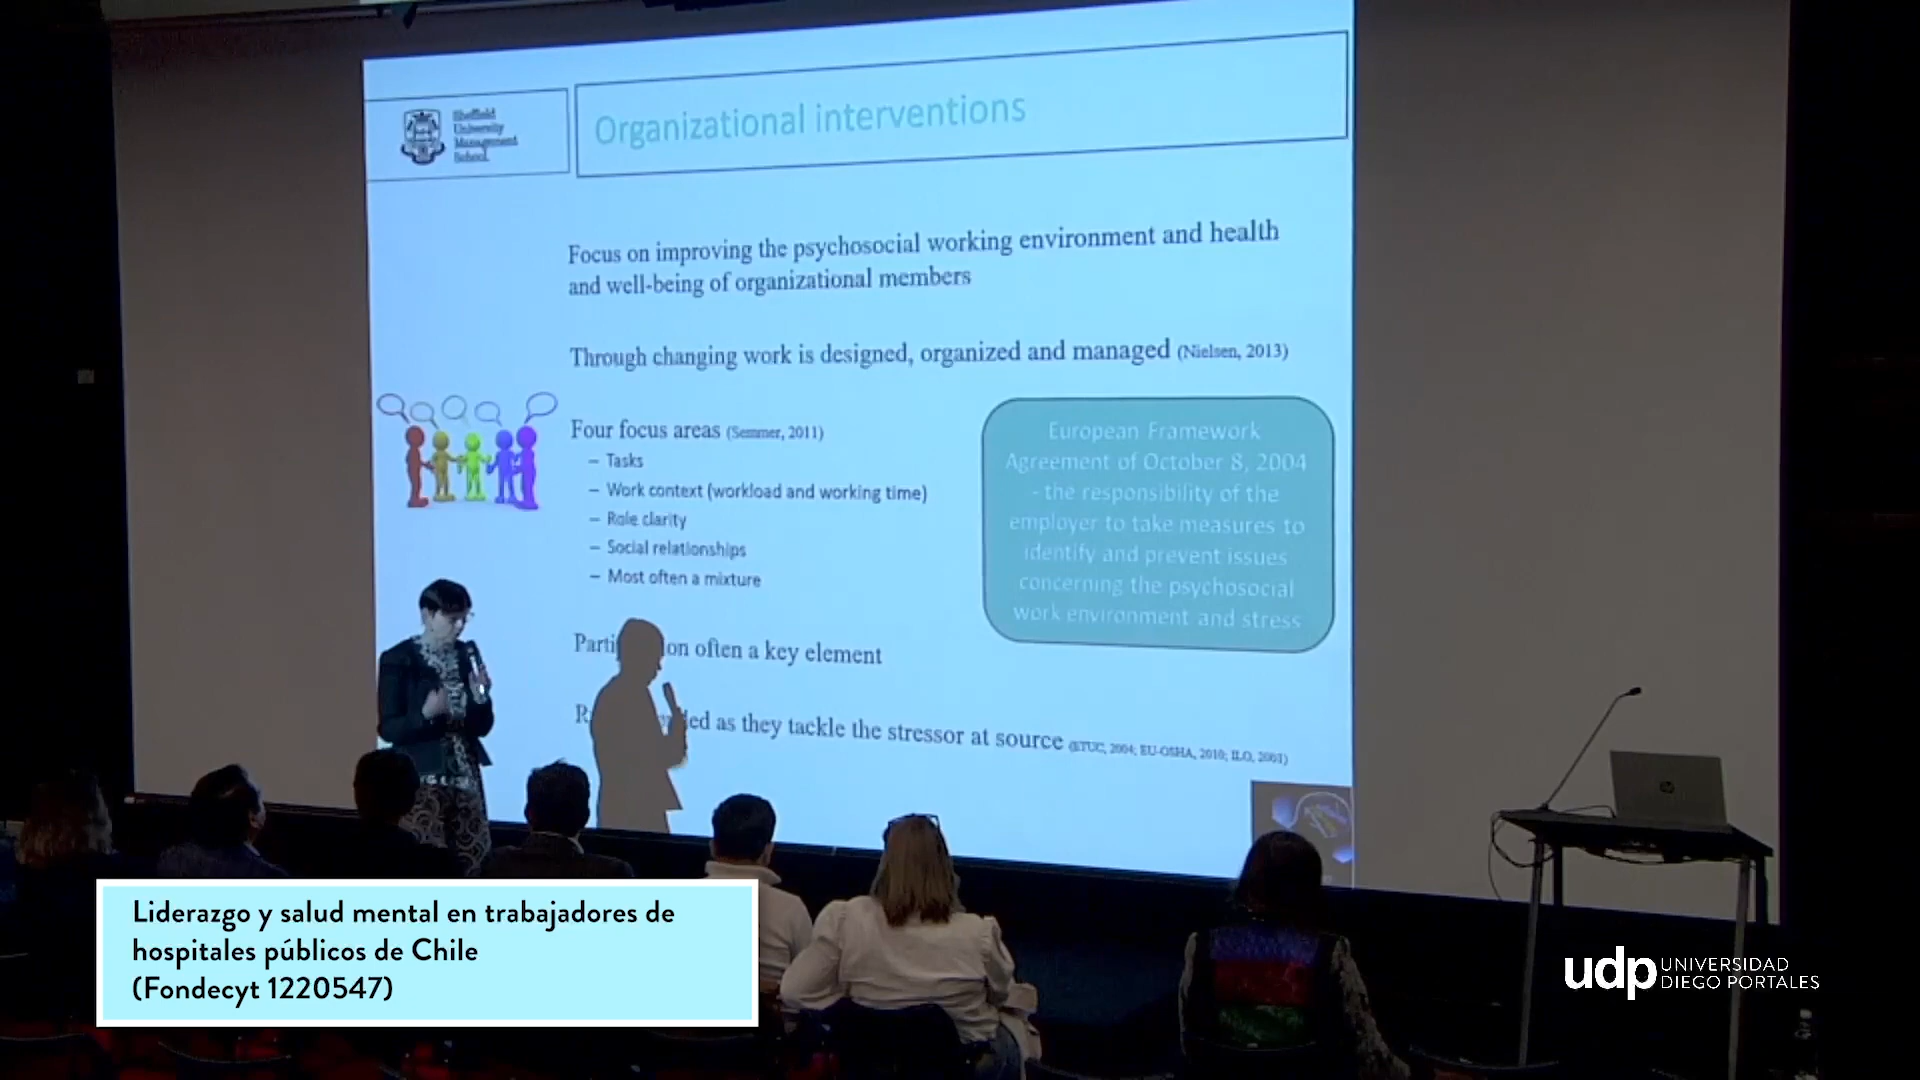 Sheffield
University
Management
School.
Organizational interventions
Focus on improving the psychosocial working environment and health
and well-being of organizational members
Through changing work is designed, organized and managed (Nielsen, 2013)
Four focus areas (Semmer, 2011)
– Tasks
– Work context (workload and working time)
– Role clarity
– Social relationships
– Most often a mixture
European Framework
Agreement of October 8, 2004
- the responsibility of the
employer to take measures to
identify and prevent issues
concerning the psychosocial
work environment and stress
often a key element
as they tackle the stressor at source (ETUC, 2004; EU-OSHA, 2010; ILO, 2001)
Liderazgo y salud mental en trabajadores de
hospitales públicos de Chile
(Fondecyt 1220547)
udp UNIVERSIDAD
DIEGO PORTALES